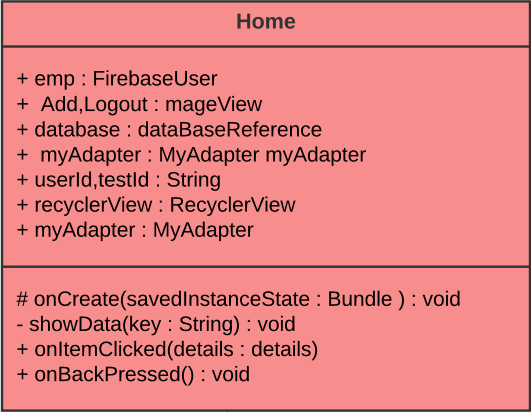 Home
+ emp : FirebaseUser
+ Add,Logout : mageView
+ database : dataBaseReference
+ myAdapter : MyAdapter myAdapter
+ userId,testId : String
+ recyclerView : RecyclerView
+ myAdapter : MyAdapter
# onCreate(savedInstanceState : Bundle ) : void
- showData(key : String) : void
+ onItemClicked(details : details)
+ onBackPressed() : void